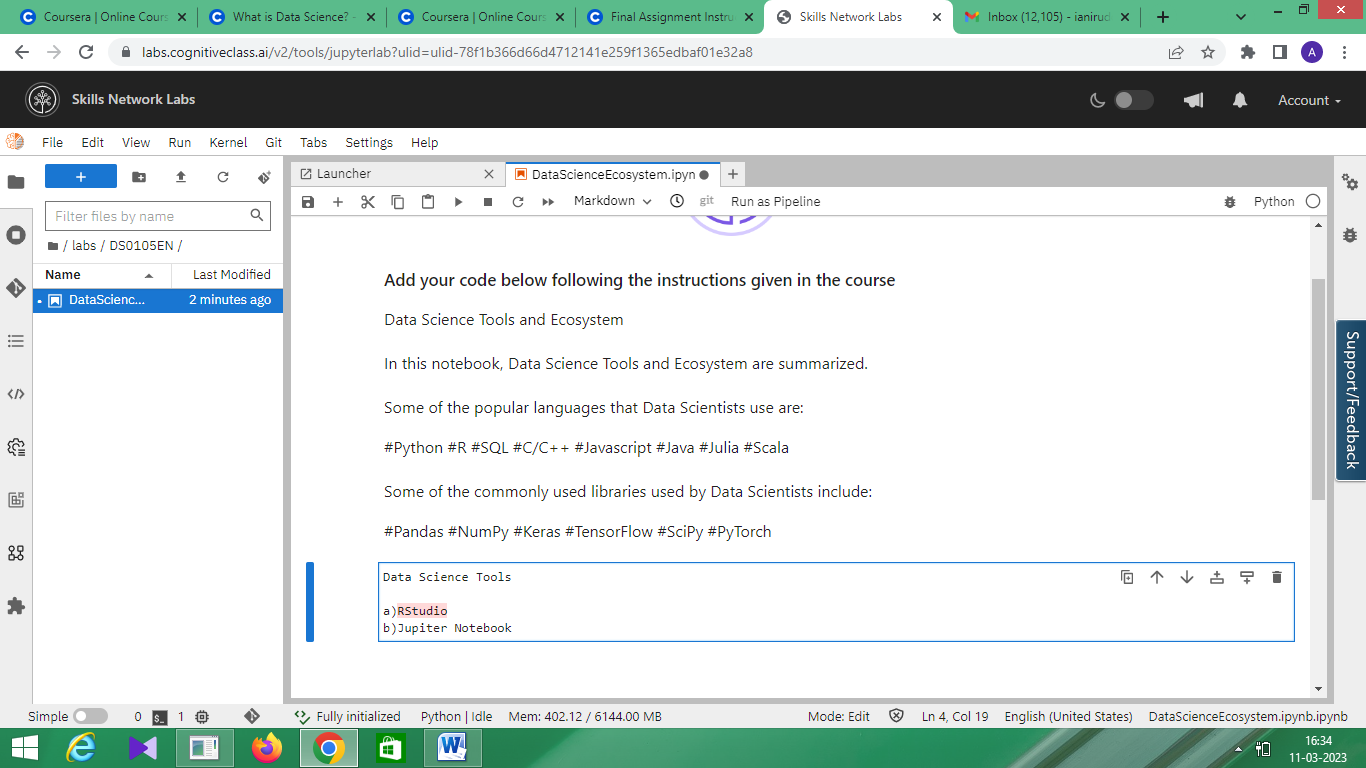 Coursera | Online Cours
What is Data Science? -
Coursera | Online Cours
Final Assignment Instru
Skills Network Labs
Inbox (12,105) - ianirud
labs.cognitiveclass.ai/v2/tools/jupyterlab?ulid=ulid-78f1b366d66d4712141e259f1365edbaf01e32a8
A
Skills Network Labs
Account
File Edit View Run Kernel Git Tabs Settings Help
Launcher
DataScienceEcosystem.ipyn
Markdown
git
Run as Pipeline
Python
Filter files by name
/ labs / DS0105EN /
Name Last Modified
DataScienc... 2 minutes ago
Add your code below following the instructions given in the course
Data Science Tools and Ecosystem
In this notebook, Data Science Tools and Ecosystem are summarized.
Some of the popular languages that Data Scientists use are:
#Python #R #SQL #C/C++ #Javascript #Java #Julia #Scala
Some of the commonly used libraries used by Data Scientists include:
#Pandas #NumPy #Keras #TensorFlow #SciPy #PyTorch
Data Science Tools
a)RStudio
b)Jupiter Notebook
Support/Feedback
Simple 0 $_ 1 Fully initialized Python | Idle Mem: 402.12 / 6144.00 MB Mode: Edit Ln 4, Col 19 English (United States) DataScienceEcosystem.ipynb.ipynb
16:34
11-03-2023